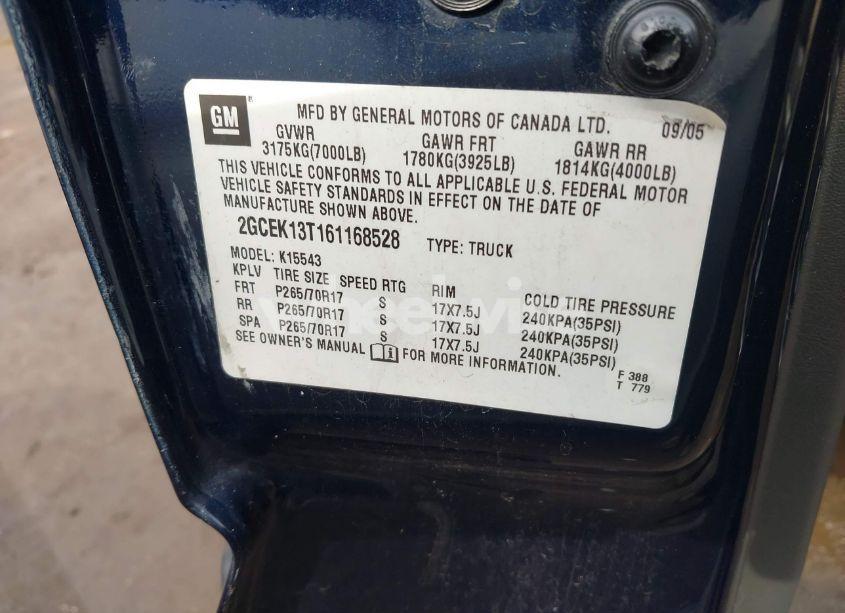 GM
MFD BY GENERAL MOTORS OF CANADA LTD. 09/05
GVWR GAWR FRT GAWR RR
3175KG(7000LB) 1780KG(3925LB) 1814KG(4000LB)
THIS VEHICLE CONFORMS TO ALL APPLICABLE U.S. FEDERAL MOTOR
VEHICLE SAFETY STANDARDS IN EFFECT ON THE DATE OF
MANUFACTURE SHOWN ABOVE.
2GCEK13T161168528 TYPE: TRUCK
MODEL: K15543
KPLV TIRE SIZE SPEED RTG RIM COLD TIRE PRESSURE
FRT P265/70R17 S 17X7.5J 240KPA(35PSI)
RR P265/70R17 S 17X7.5J 240KPA(35PSI)
SPA P265/70R17 S 17X7.5J 240KPA(35PSI)
SEE OWNER'S MANUAL FOR MORE INFORMATION.
F 388
T 779